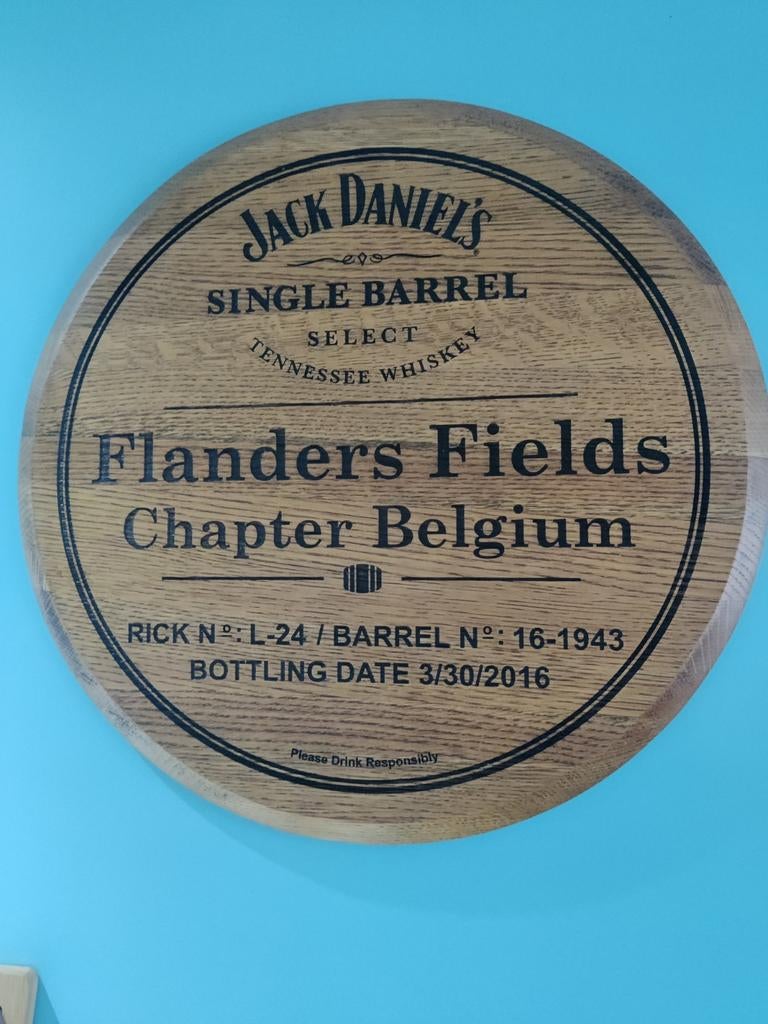 JACK DANIEL'S
SINGLE BARREL
SELECT
TENNESSEE WHISKEY
Flanders Fields
Chapter Belgium
RICK Nº: L-24 / BARREL Nº: 16-1943
BOTTLING DATE 3/30/2016
Please Drink Responsibly